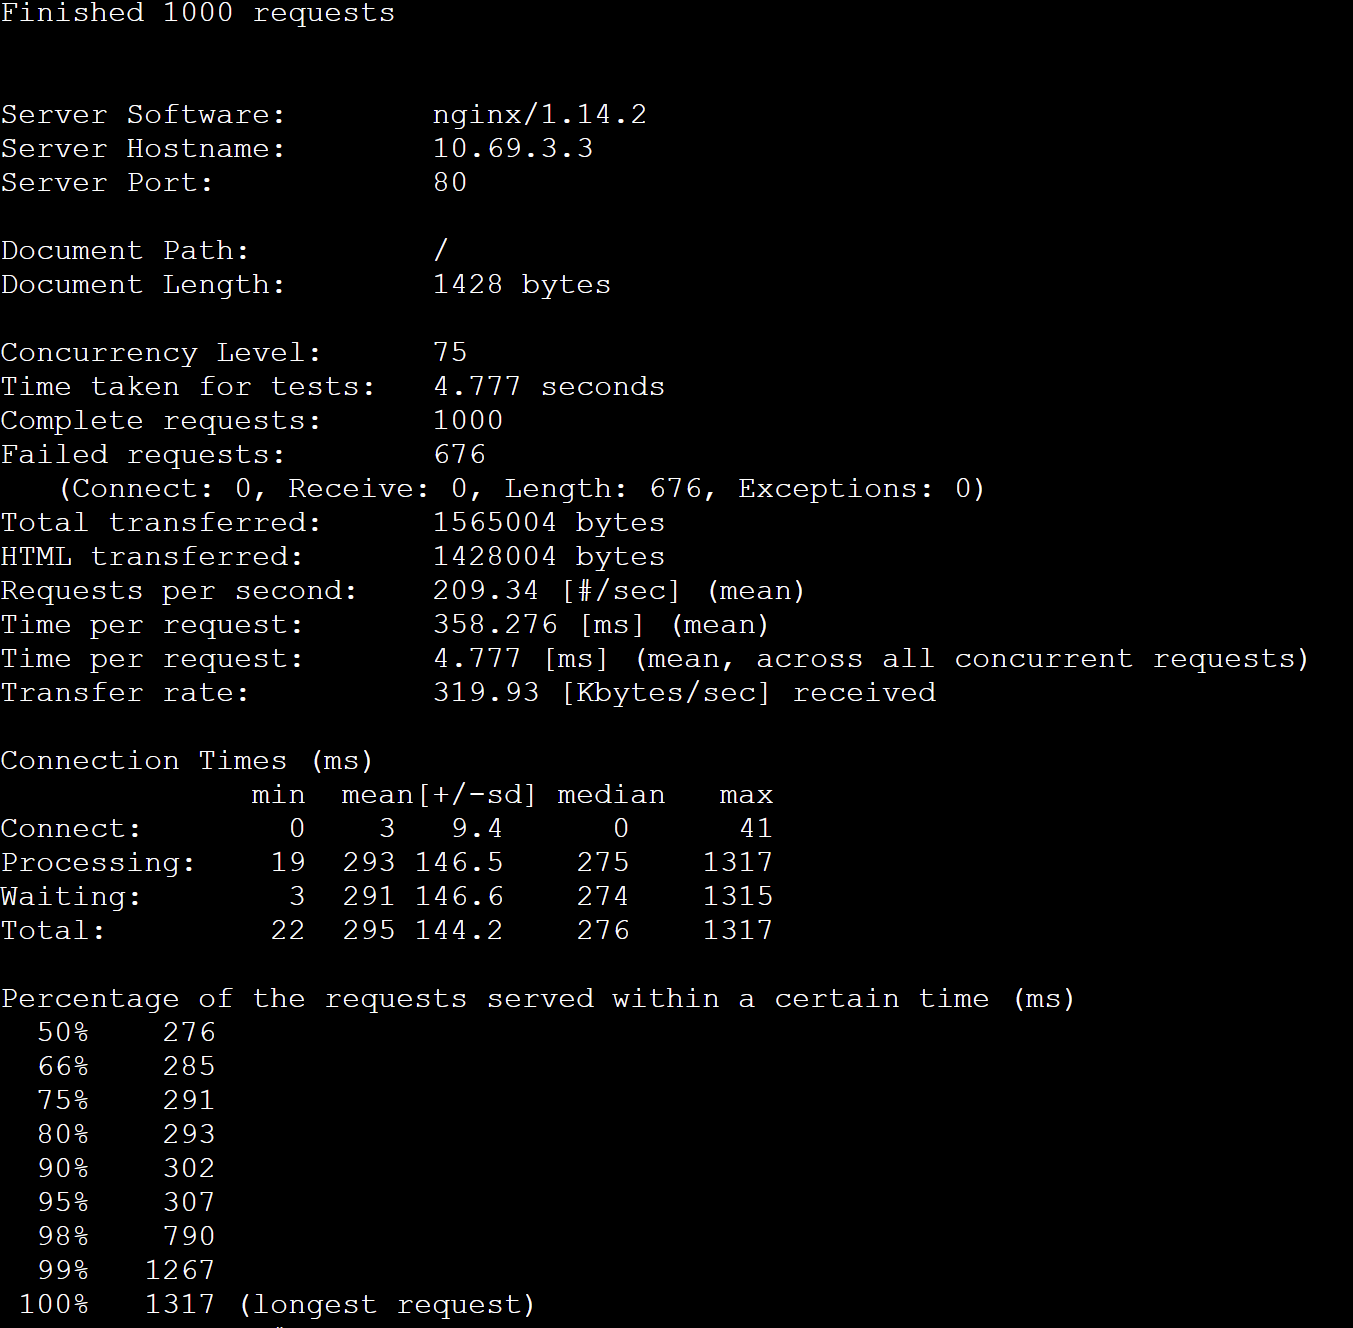 Finished 1000 requests
Server Software: nginx/1.14.2
Server Hostname: 10.69.3.3
Server Port: 80
Document Path: /
Document Length: 1428 bytes
Concurrency Level: 75
Time taken for tests: 4.777 seconds
Complete requests: 1000
Failed requests: 676
(Connect: 0, Receive: 0, Length: 676, Exceptions: 0)
Total transferred: 1565004 bytes
HTML transferred: 1428004 bytes
Requests per second: 209.34 [#/sec] (mean)
Time per request: 358.276 [ms] (mean)
Time per request: 4.777 [ms] (mean, across all concurrent requests)
Transfer rate: 319.93 [Kbytes/sec] received
Connection Times (ms)
min mean[+/-sd] median max
Connect: 0 3 9.4 0 41
Processing: 19 293 146.5 275 1317
Waiting: 3 291 146.6 274 1315
Total: 22 295 144.2 276 1317
Percentage of the requests served within a certain time (ms)
50% 276
66% 285
75% 291
80% 293
90% 302
95% 307
98% 790
99% 1267
100% 1317 (longest request)